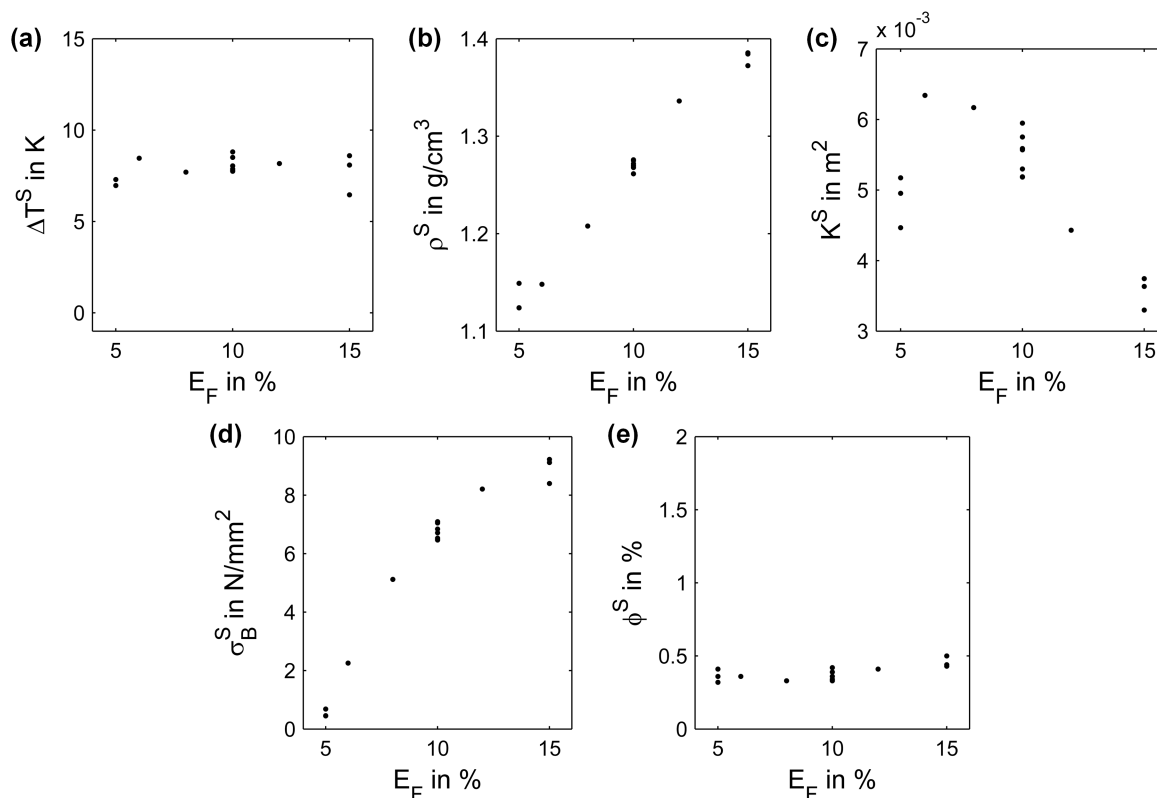 (a)
15
10
5
0
ΔT^S in K
5 10 15
E_F in %
(b)
1.4
1.3
1.2
1.1
ρ^S in g/cm^3
5 10 15
E_F in %
(c)
x 10^-3
7
6
5
4
3
K^S in m^2
5 10 15
E_F in %
(d)
10
8
6
4
2
0
σ_B^S in N/mm^2
5 10 15
E_F in %
(e)
2
1.5
1
0.5
0
ϕ^S in %
5 10 15
E_F in %